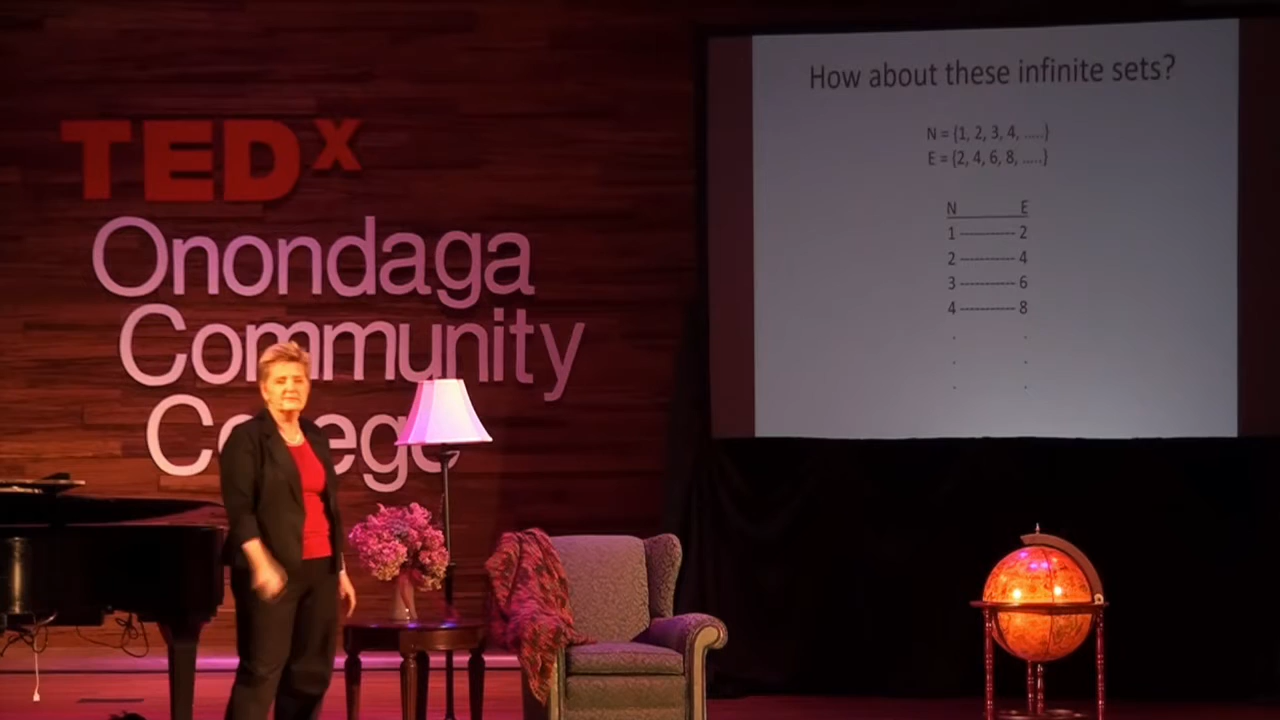 TEDx
Onondaga
Community
College
How about these infinite sets?
N = {1, 2, 3, 4, .....}
E = {2, 4, 6, 8, .....}
N E
1 ------------ 2
2 ------------ 4
3 ------------ 6
4 ------------ 8
. .
. .
. .